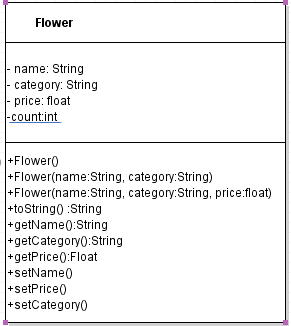 Flower
- name: String
- category: String
- price: float
-count:int
+Flower()
+Flower(name:String, category:String)
+Flower(name:String, category:String, price:float)
+toString() :String
+getName():String
+getCategory():String
+getPrice():Float
+setName()
+setPrice()
+setCategory()